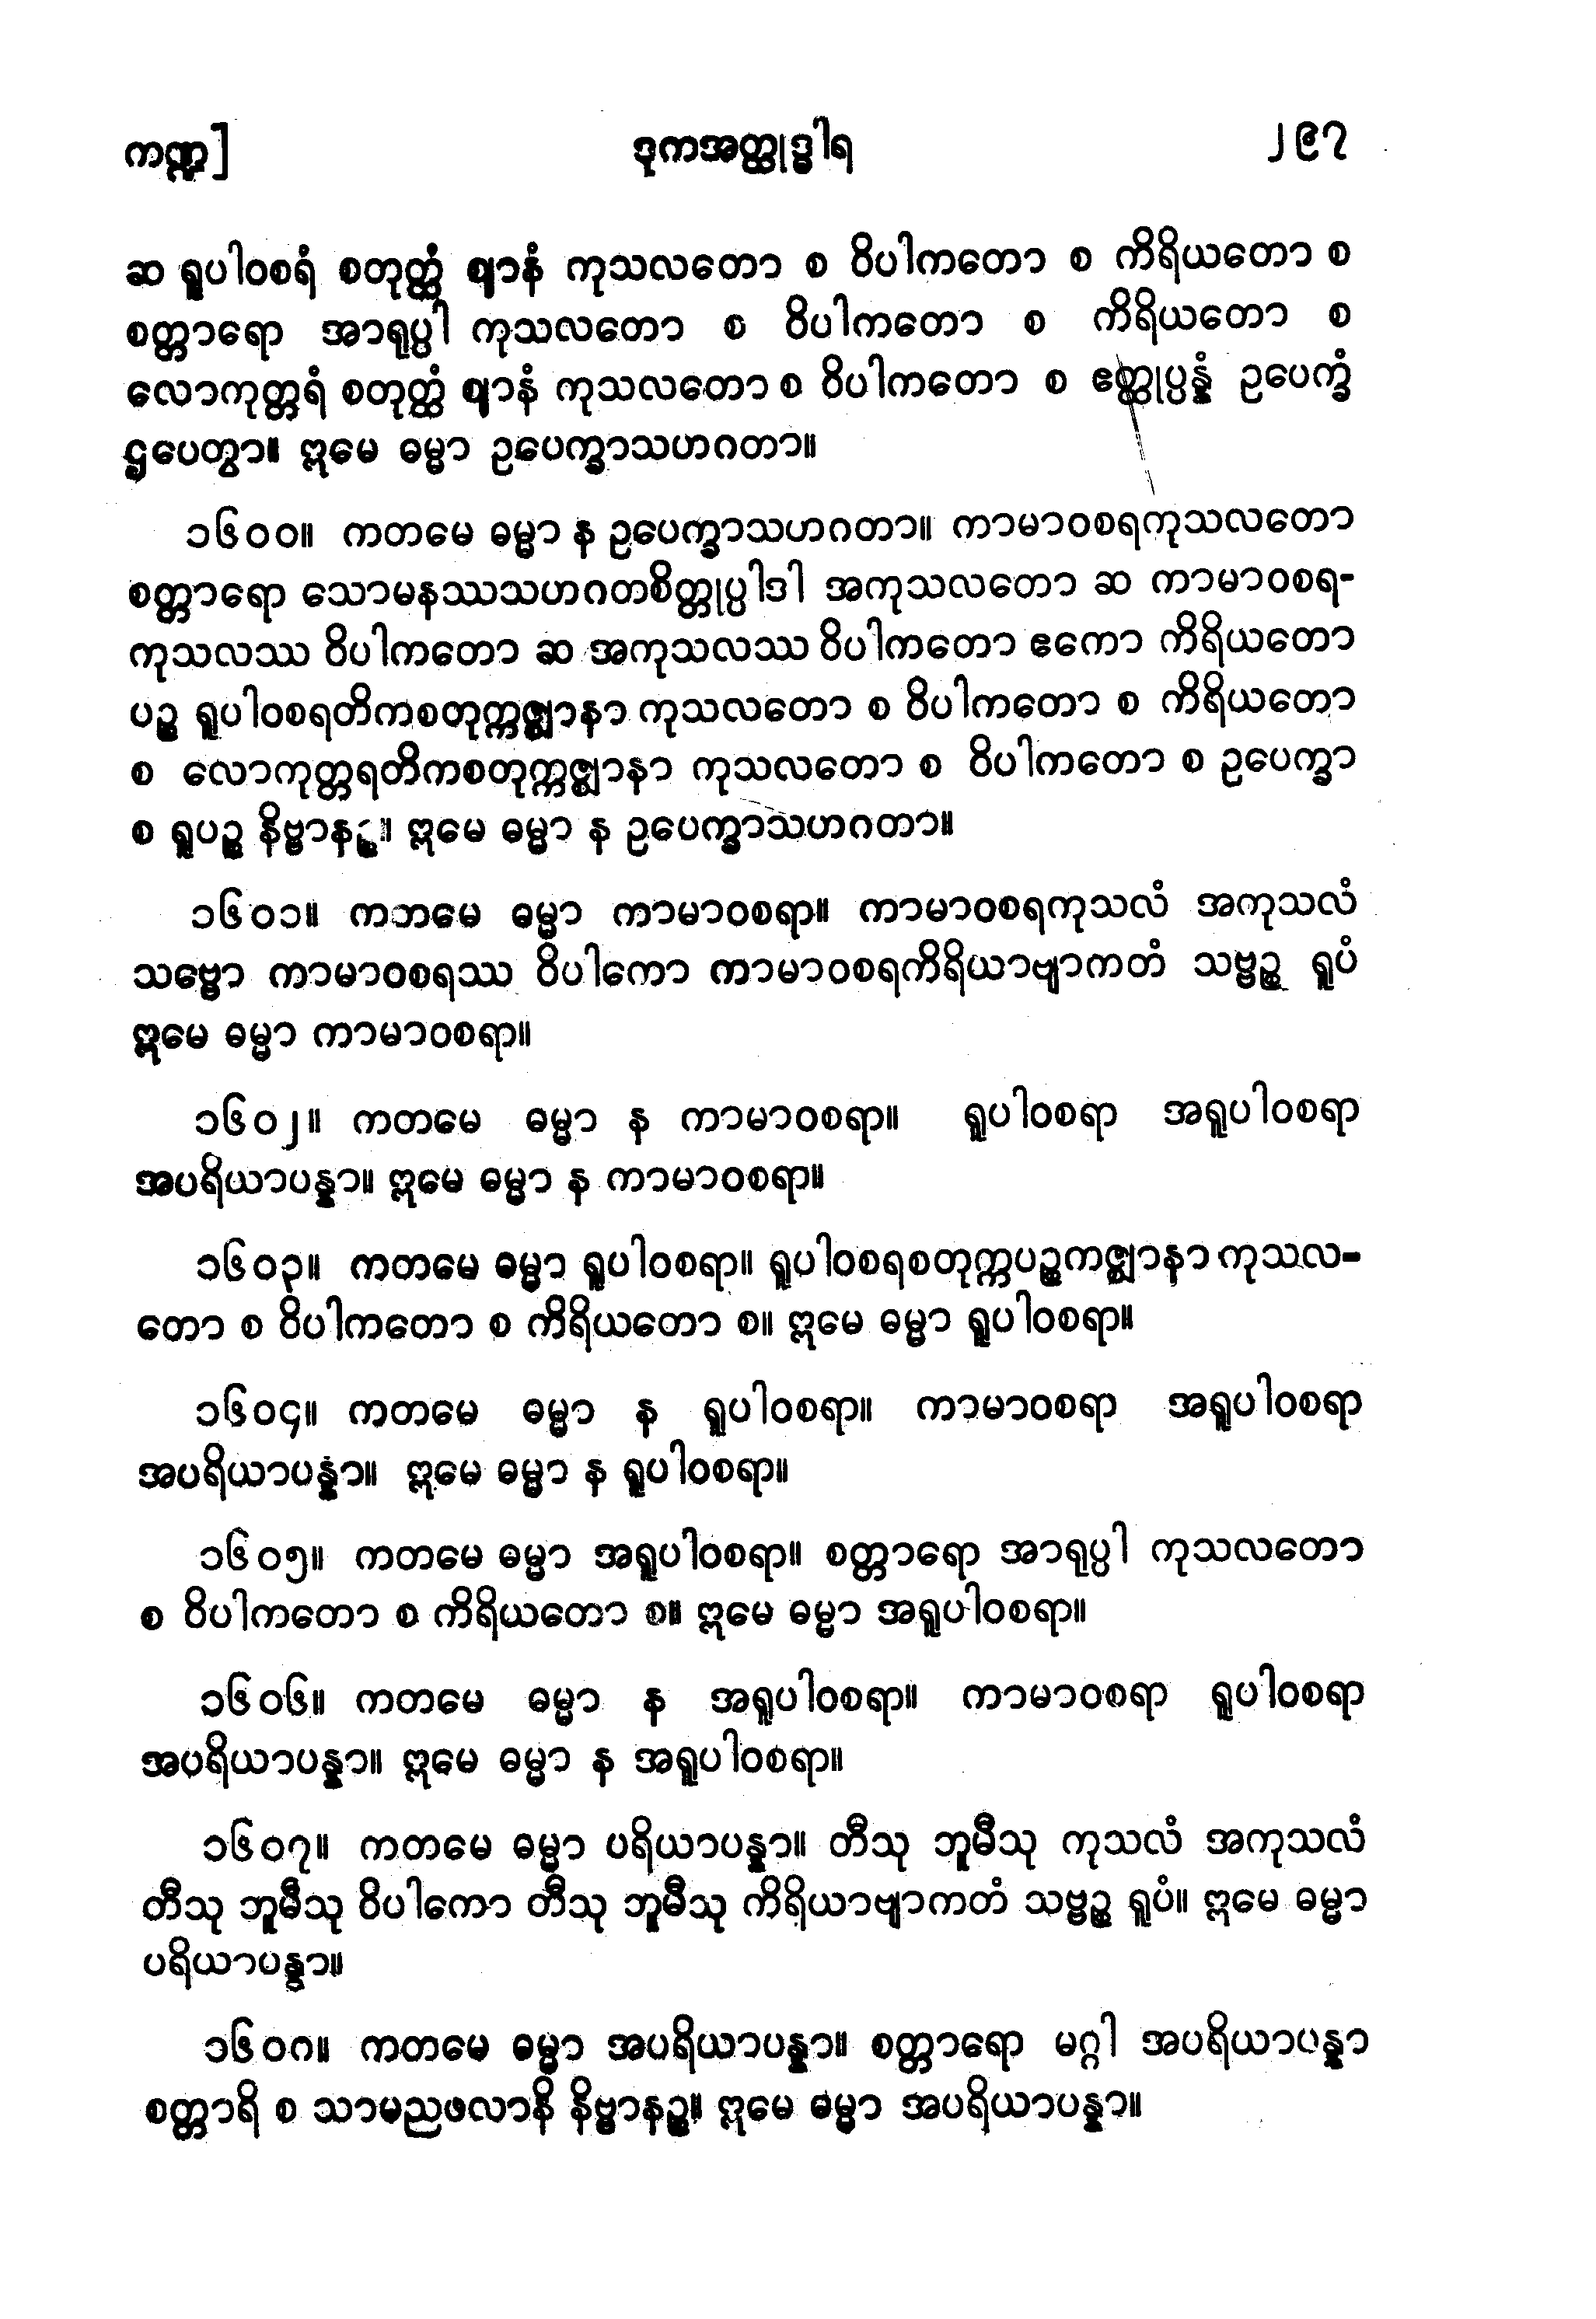 ကဏ္ဍ] ဒုကအတ္ထုဒ္ဓါရ ၂၉၇
ဆ ရူပါဝစရံ စတုတ္ထံ ဈာနံ ကုသလတော စ ဝိပါကတော စ ကိရိယတော စ
စတ္တာရော အာရုပ္ပါ ကုသလတော စ ဝိပါကတော စ ကိရိယတော စ
လောကုတ္တရံ စတုတ္ထံ ဈာနံ ကုသလတော စ ဝိပါကတော စ ဧတ္ထုပ္ပန္နံ ဥပေက္ခံ
ဌပေတွာ။ ဣမေ ဓမ္မာ ဥပေက္ခာသဟဂတာ။
၁၆၀၀။ ကတမေ ဓမ္မာ န ဥပေက္ခာသဟဂတာ။ ကာမာဝစရကုသလတော
စတ္တာရော သောမနဿသဟဂတစိတ္တုပ္ပါဒါ အကုသလတော ဆ ကာမာဝစရ-
ကုသလဿ ဝိပါကတော ဆ အကုသလဿ ဝိပါကတော ဧကော ကိရိယတော
ပဉ္စ ရူပါဝစရတိကစတုက္ကဇ္ဈာနာ ကုသလတော စ ဝိပါကတော စ ကိရိယတော
စ လောကုတ္တရတိကစတုက္ကဇ္ဈာနာ ကုသလတော စ ဝိပါကတော စ ဥပေက္ခာ
စ ရူပဉ္စ နိဗ္ဗာနဉ္စ။ ဣမေ ဓမ္မာ န ဥပေက္ခာသဟဂတာ။
၁၆၀၁။ ကတမေ ဓမ္မာ ကာမာဝစရာ။ ကာမာဝစရကုသလံ အကုသလံ
သဗ္ဗော ကာမာဝစရဿ ဝိပါကော ကာမာဝစရကိရိယာဗျာကတံ သဗ္ဗဉ္စ ရူပံ
ဣမေ ဓမ္မာ ကာမာဝစရာ။
၁၆၀၂။ ကတမေ ဓမ္မာ န ကာမာဝစရာ။ ရူပါဝစရာ အရူပါဝစရာ
အပရိယာပန္နာ။ ဣမေ ဓမ္မာ န ကာမာဝစရာ။
၁၆၀၃။ ကတမေ ဓမ္မာ ရူပါဝစရာ။ ရူပါဝစရစတုက္ကပဉ္စကဇ္ဈာနာ ကုသလ-
တော စ ဝိပါကတော စ ကိရိယတော စ။ ဣမေ ဓမ္မာ ရူပါဝစရာ။
၁၆၀၄။ ကတမေ ဓမ္မာ န ရူပါဝစရာ။ ကာမာဝစရာ အရူပါဝစရာ
အပရိယာပန္နာ။ ဣမေ ဓမ္မာ န ရူပါဝစရာ။
၁၆၀၅။ ကတမေ ဓမ္မာ အရူပါဝစရာ။ စတ္တာရော အာရုပ္ပါ ကုသလတော
စ ဝိပါကတော စ ကိရိယတော စ။ ဣမေ ဓမ္မာ အရူပါဝစရာ။
၁၆၀၆။ ကတမေ ဓမ္မာ န အရူပါဝစရာ။ ကာမာဝစရာ ရူပါဝစရာ
အပရိယာပန္နာ။ ဣမေ ဓမ္မာ န အရူပါဝစရာ။
၁၆၀၇။ ကတမေ ဓမ္မာ ပရိယာပန္နာ။ တီသု ဘူမီသု ကုသလံ အကုသလံ
တီသု ဘူမီသု ဝိပါကော တီသု ဘူမီသု ကိရိယာဗျာကတံ သဗ္ဗဉ္စ ရူပံ။ ဣမေ ဓမ္မာ
ပရိယာပန္နာ။
၁၆၀၈။ ကတမေ ဓမ္မာ အပရိယာပန္နာ။ စတ္တာရော မဂ္ဂါ အပရိယာပန္နာ
စတ္တာရိ စ သာမညဖလာနိ နိဗ္ဗာနဉ္စ။ ဣမေ ဓမ္မာ အပရိယာပန္နာ။